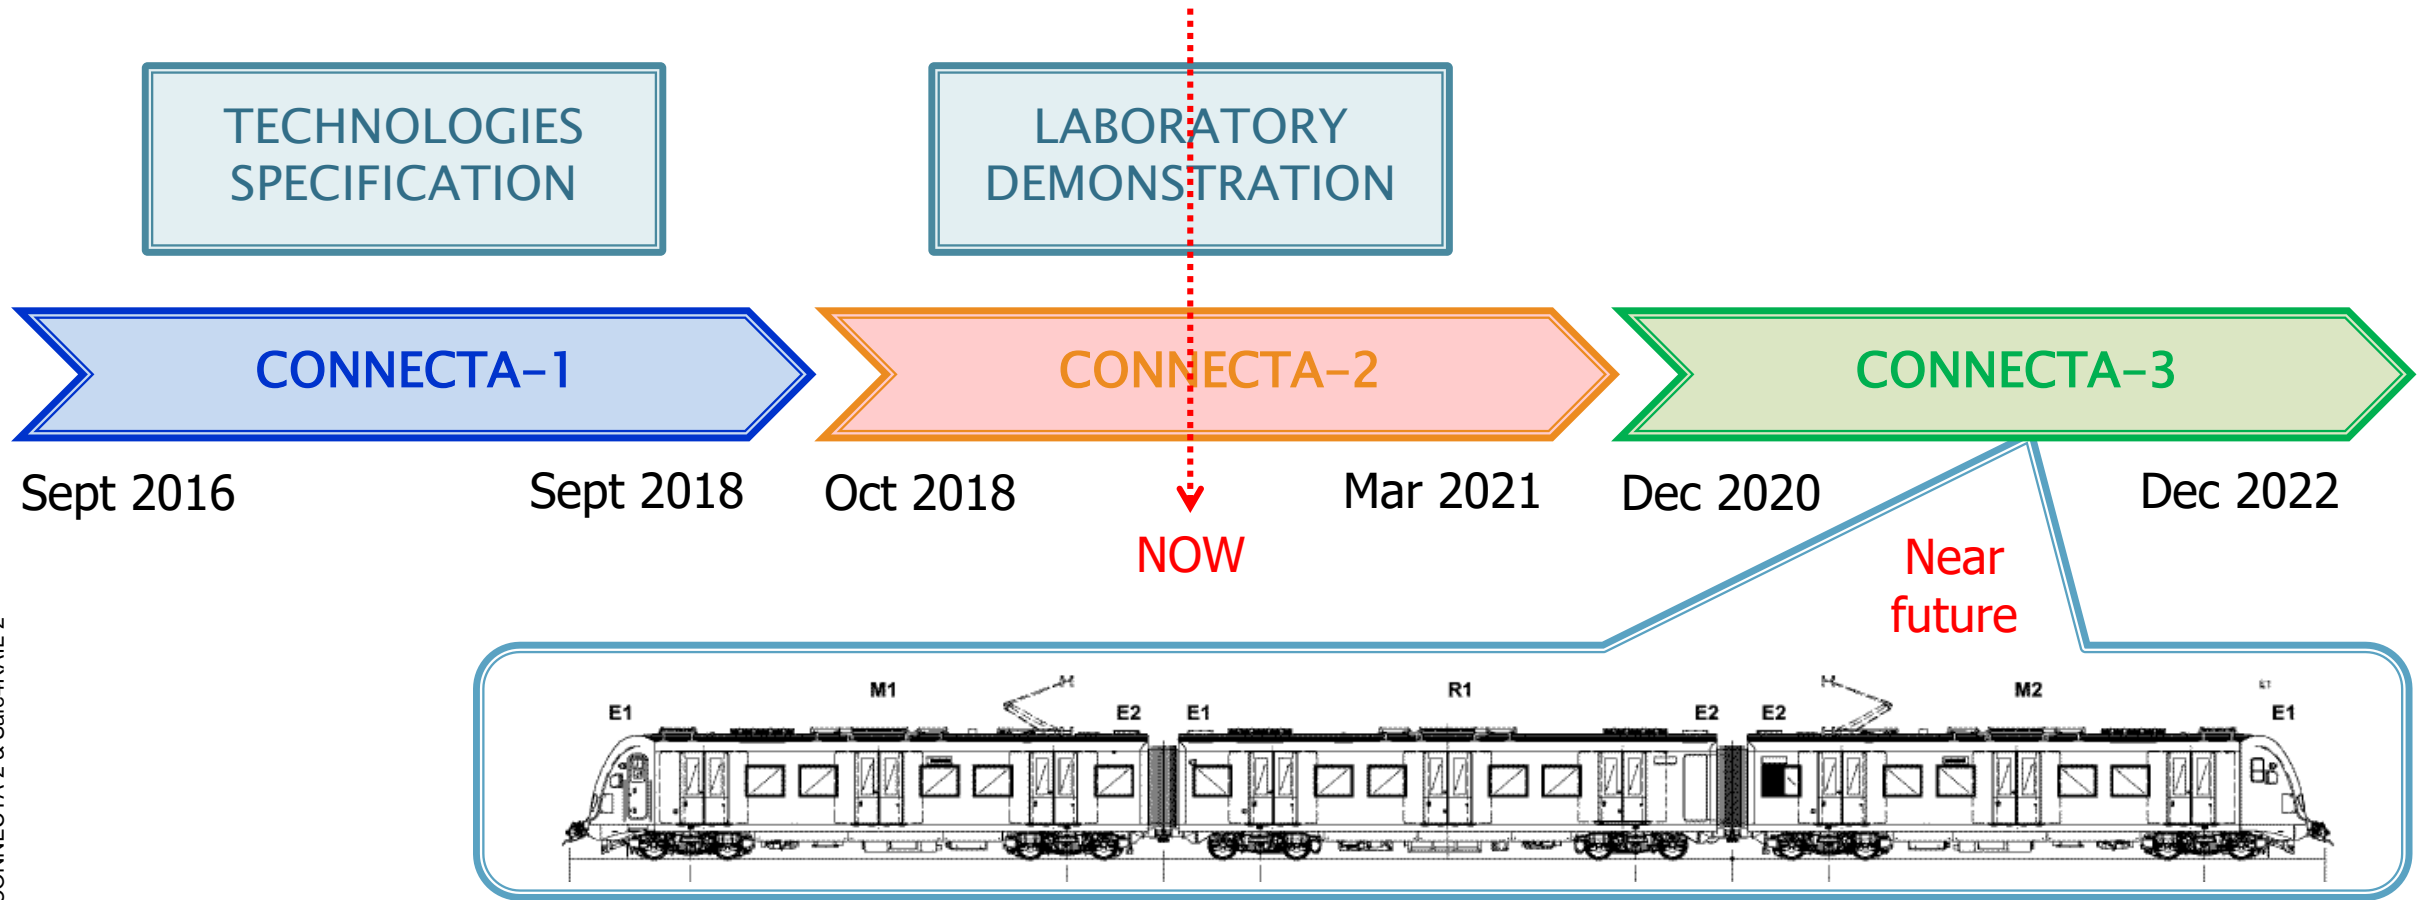 TECHNOLOGIES
SPECIFICATION
LABORATORY
DEMONSTRATION
CONNECTA-1
CONNECTA-2
CONNECTA-3
Sept 2016
Sept 2018
Oct 2018
Mar 2021
Dec 2020
Dec 2022
NOW
Near
future
M1
R1
M2
E1
E2
E1
E2
E2
E1